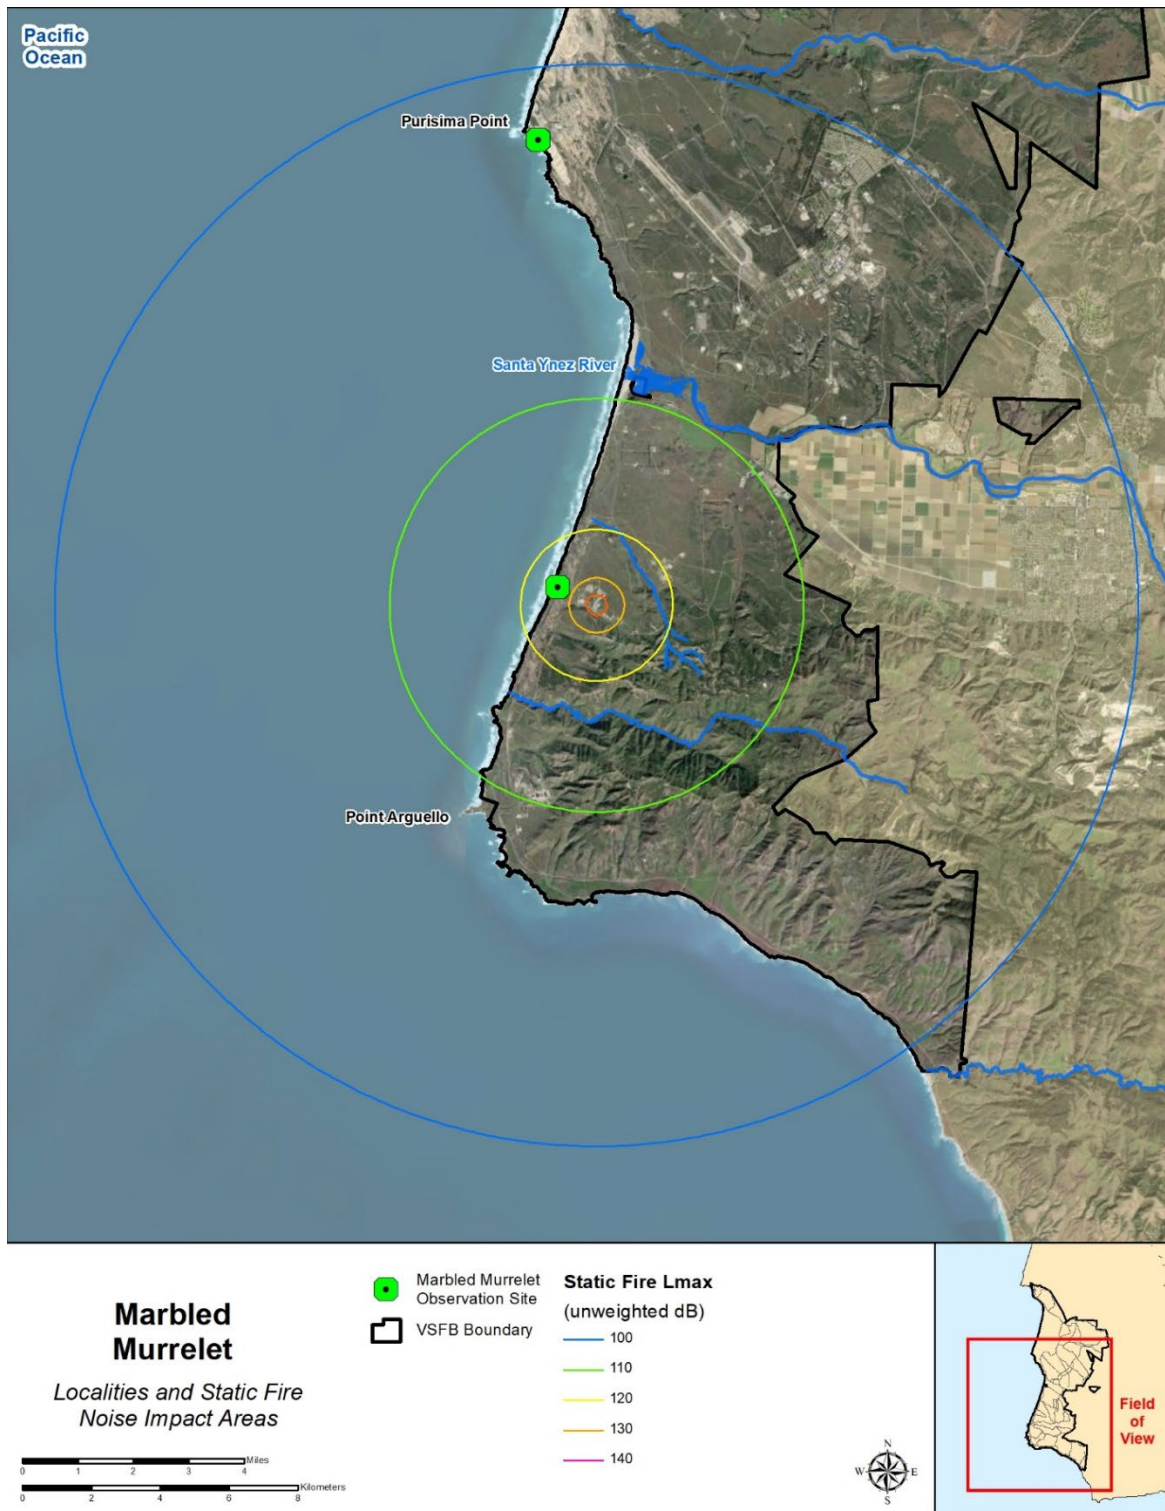 Pacific
Ocean
Purisima Point
Santa Ynez River
Point Arguello
Marbled
Murrelet
Localities and Static Fire
Noise Impact Areas
0 1 2 3 4 Miles
0 2 4 6 8 Kilometers
Marbled Murrelet
Observation Site
VSFB Boundary
Static Fire Lmax
(unweighted dB)
100
110
120
130
140
N
W E
S
Field
of
View